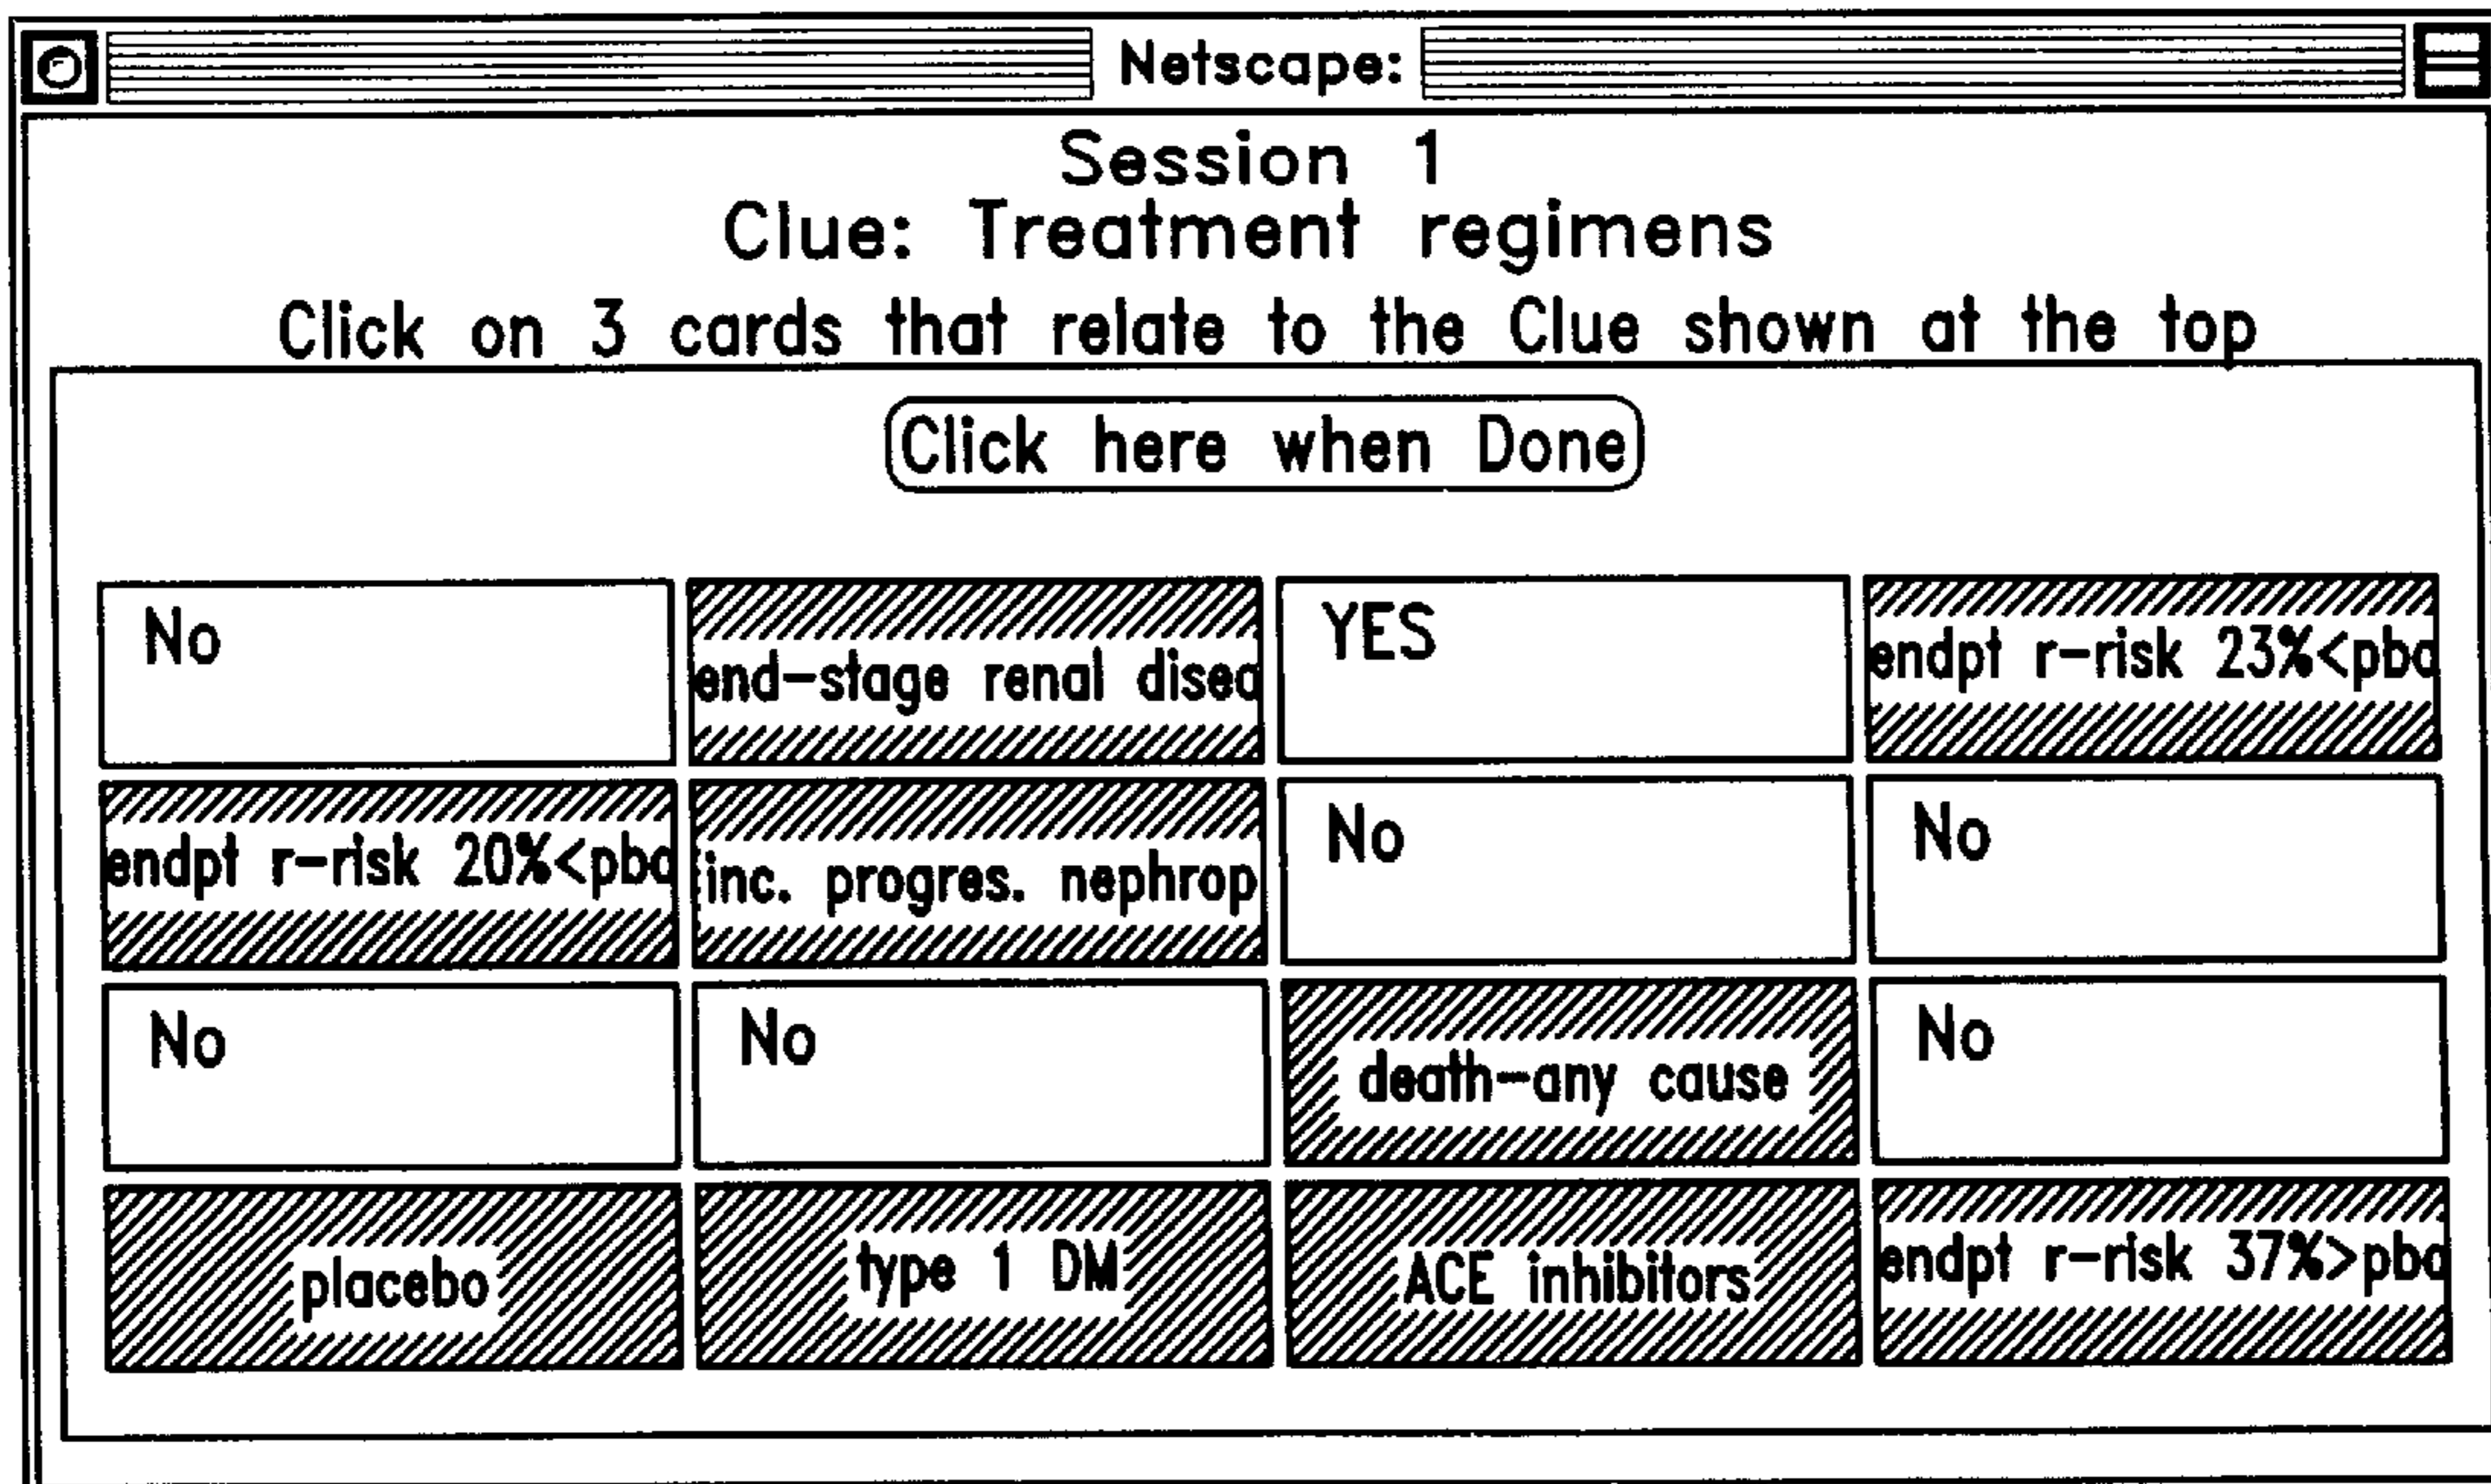 Netscape:
Session 1
Clue: Treatment regimens
Click on 3 cards that relate to the Clue shown at the top
Click here when Done
No
end-stage renal disea
YES
endpt r-risk 23%<pbo
endpt r-risk 20%<pbo
inc. progres. nephrop
No
No
No
No
death-any cause
No
placebo
type 1 DM
ACE inhibitors
endpt r-risk 37%>pbo